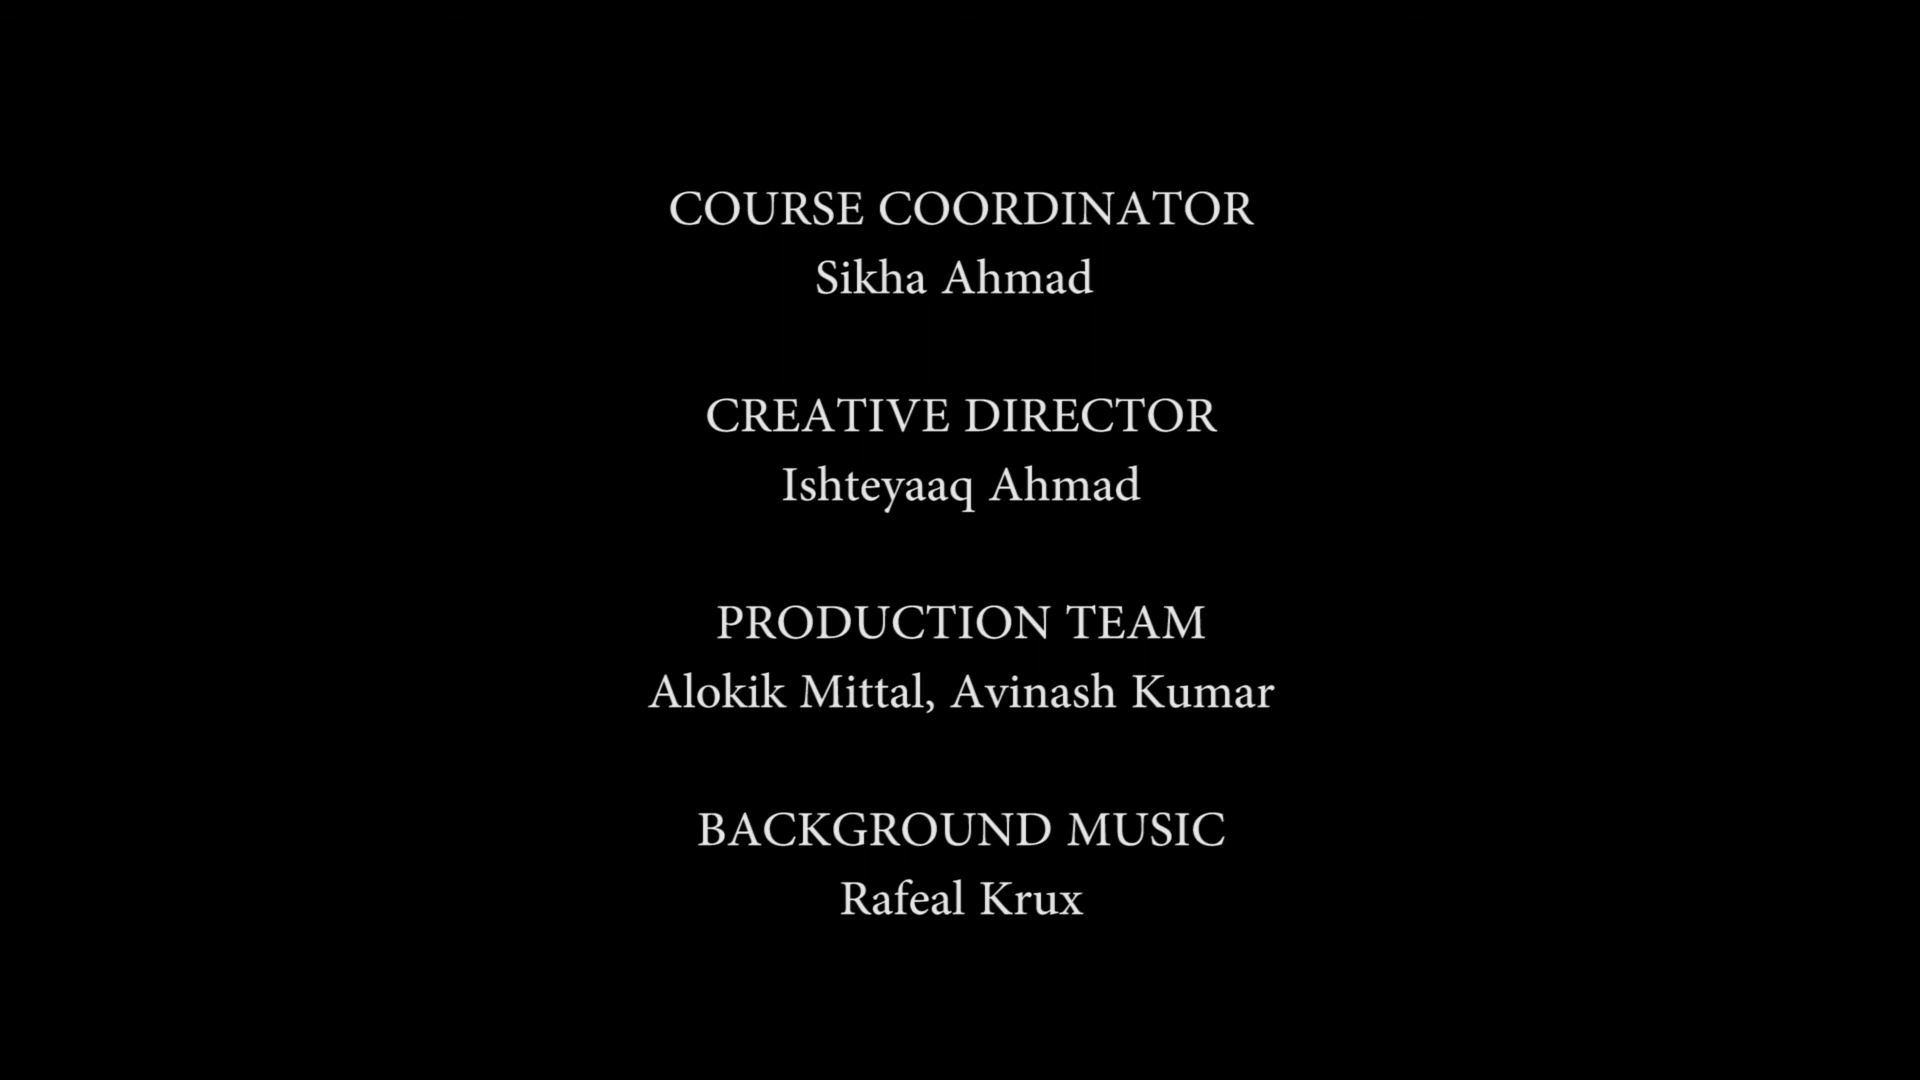 COURSE COORDINATOR
Sikha Ahmad
CREATIVE DIRECTOR
Ishteyaaq Ahmad
PRODUCTION TEAM
Alokik Mittal, Avinash Kumar
BACKGROUND MUSIC
Rafeal Krux